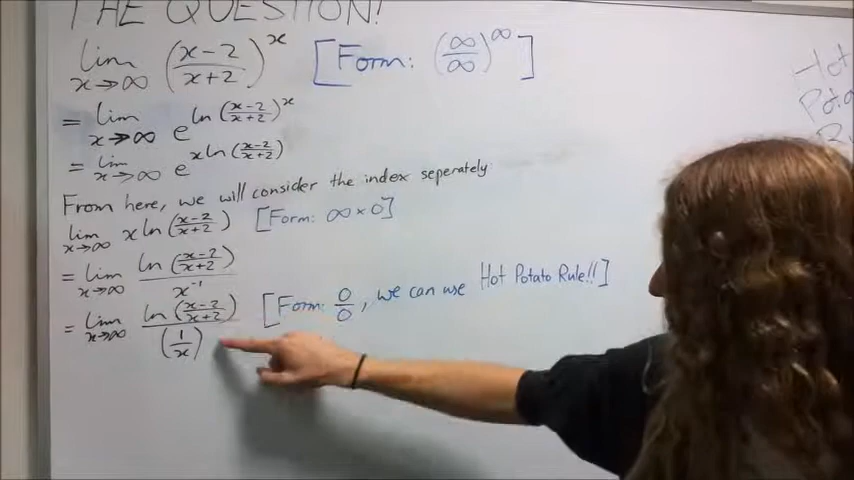 THE QUESTION!
lim x→∞ ((x-2)/(x+2))^x [Form: (∞/∞)^∞]
= lim x→∞ e^(ln((x-2)/(x+2))^x)
= lim x→∞ e^(x ln((x-2)/(x+2)))
From here, we will consider the index seperately
lim x→∞ x ln((x-2)/(x+2)) [Form: ∞ × 0]
= lim x→∞ ln((x-2)/(x+2)) / x^-1
= lim x→∞ ln((x-2)/(x+2)) / (1/x) [Form: 0/0, we can use Hot Potato Rule!!]
Hot